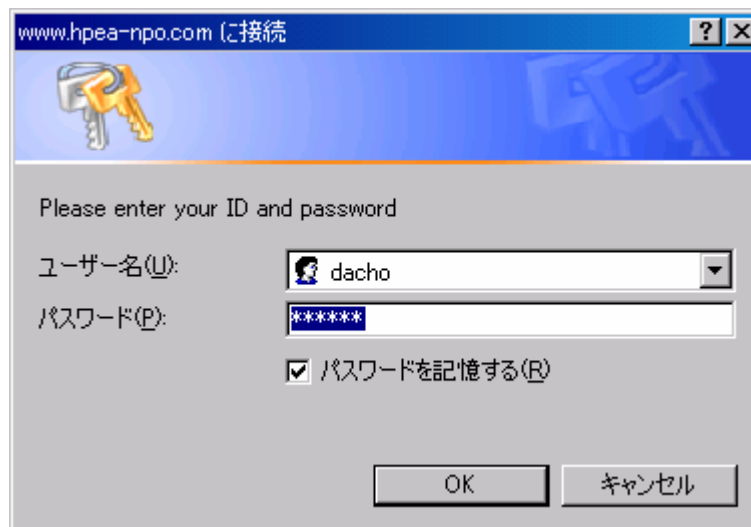 www.hpea-npo.com に接続
Please enter your ID and password
ユーザー名(U):
dacho
パスワード(P):
******
パスワードを記憶する(R)
OK
キャンセル